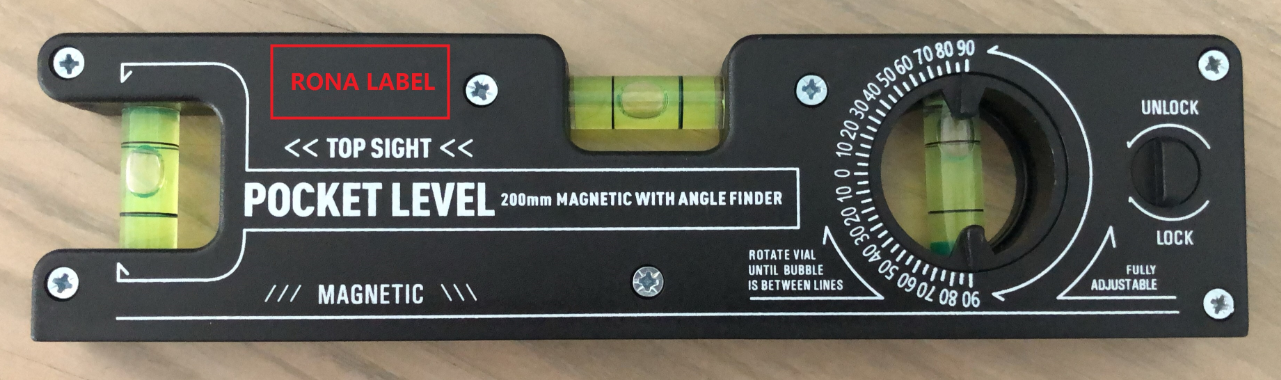 RONA LABEL
<< TOP SIGHT <<
POCKET LEVEL 200mm MAGNETIC WITH ANGLE FINDER
/// MAGNETIC \\\
90 80 70 60 50 40 30 20 10 0 10 20 30 40 50 60 70 80 90
ROTATE VIAL
UNTIL BUBBLE
IS BETWEEN LINES
UNLOCK
LOCK
FULLY
ADJUSTABLE